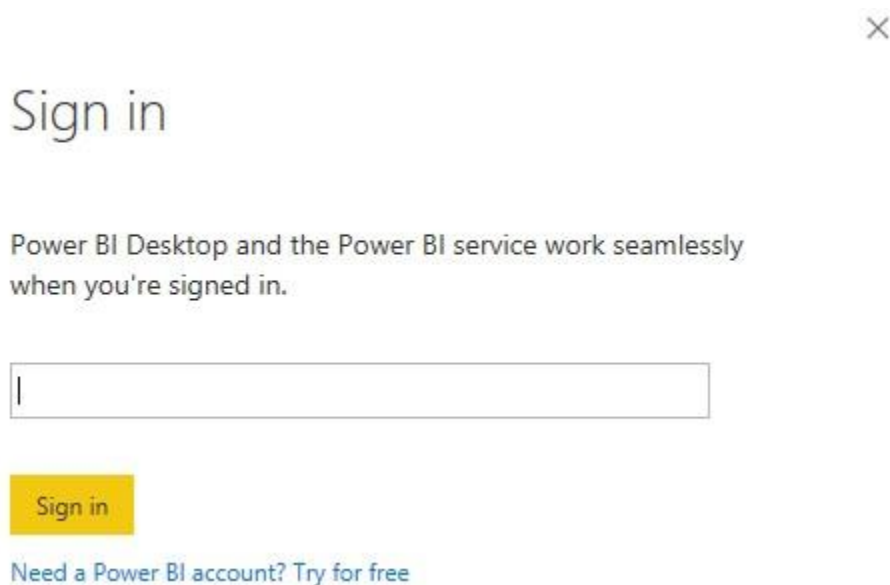 Sign in
Power BI Desktop and the Power BI service work seamlessly
when you're signed in.
Sign in
Need a Power BI account? Try for free